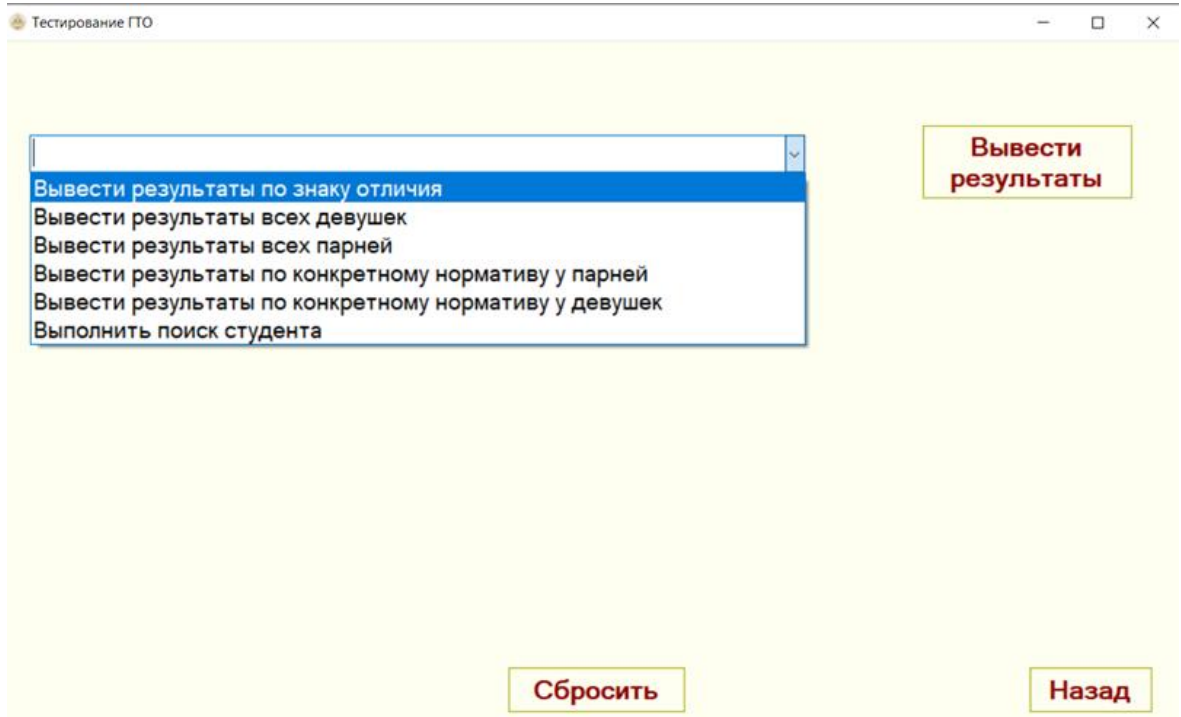 Тестирование ГТО
Вывести
результаты
Вывести результаты по знаку отличия
Вывести результаты всех девушек
Вывести результаты всех парней
Вывести результаты по конкретному нормативу у парней
Вывести результаты по конкретному нормативу у девушек
Выполнить поиск студента
Сбросить
Назад